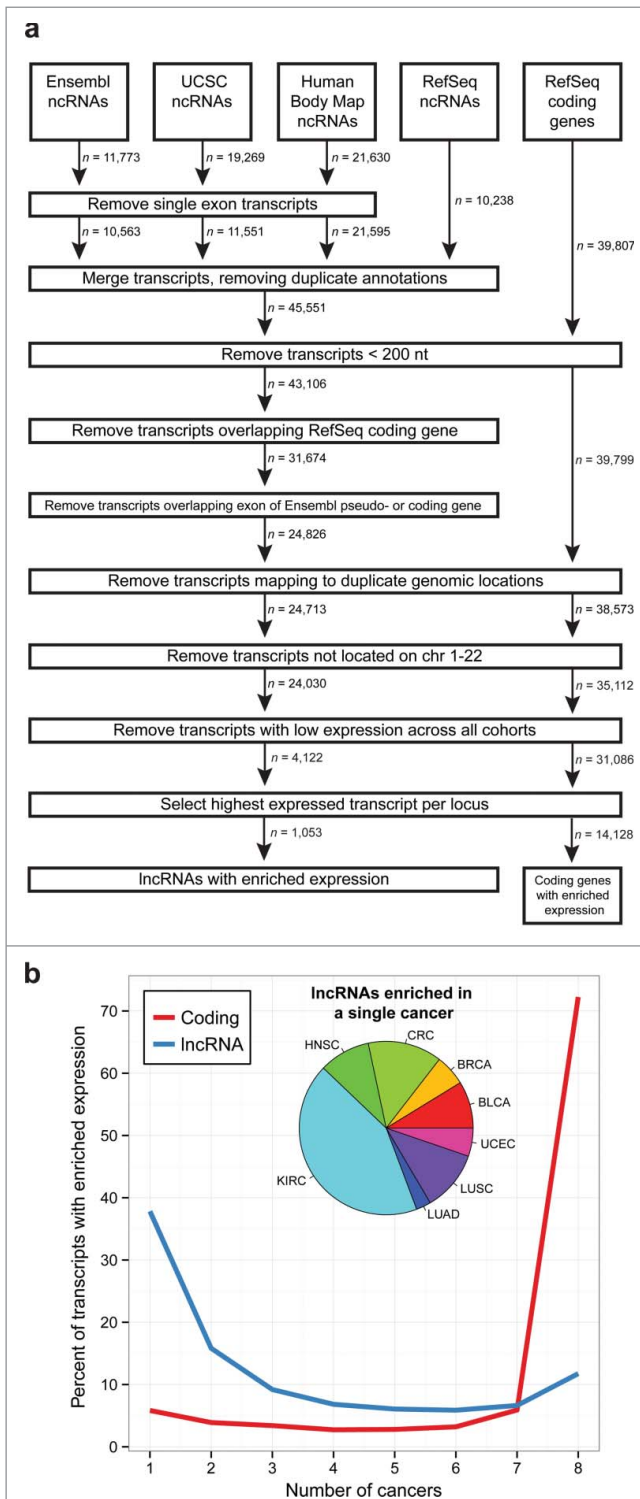 a
Ensembl
ncRNAs
UCSC
ncRNAs
Human
Body Map
ncRNAs
RefSeq
ncRNAs
RefSeq
coding
genes
n = 11,773
n = 19,269
n = 21,630
Remove single exon transcripts
n = 10,238
n = 10,563
n = 11,551
n = 21,595
n = 39,807
Merge transcripts, removing duplicate annotations
n = 45,551
Remove transcripts < 200 nt
n = 43,106
Remove transcripts overlapping RefSeq coding gene
n = 31,674
n = 39,799
Remove transcripts overlapping exon of Ensembl pseudo- or coding gene
n = 24,826
Remove transcripts mapping to duplicate genomic locations
n = 24,713
n = 38,573
Remove transcripts not located on chr 1-22
n = 24,030
n = 35,112
Remove transcripts with low expression across all cohorts
n = 4,122
n = 31,086
Select highest expressed transcript per locus
n = 1,053
n = 14,128
lncRNAs with enriched expression
Coding genes
with enriched
expression
b
Coding
lncRNA
lncRNAs enriched in
a single cancer
HNSC
CRC
BRCA
BLCA
UCEC
LUSC
LUAD
KIRC
Percent of transcripts with enriched expression
70
60
50
40
30
20
10
0
1 2 3 4 5 6 7 8
Number of cancers